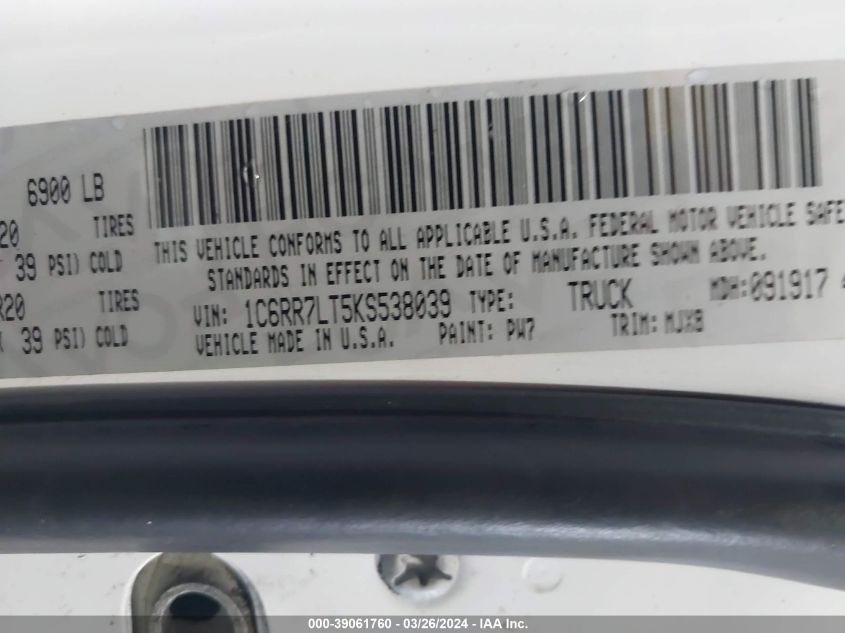 6900 LB
20 TIRES
39 PSI) COLD
R20 TIRES
39 PSI) COLD
THIS VEHICLE CONFORMS TO ALL APPLICABLE U.S.A. FEDERAL MOTOR VEHICLE SAFE
STANDARDS IN EFFECT ON THE DATE OF MANUFACTURE SHOWN ABOVE.
VIN: 1C6RR7LT5KS538039 TYPE: TRUCK MDH:091917
VEHICLE MADE IN U.S.A. PAINT: PW7 TRIM: MJXB
000-39061760 - 03/26/2024 - IAA Inc.